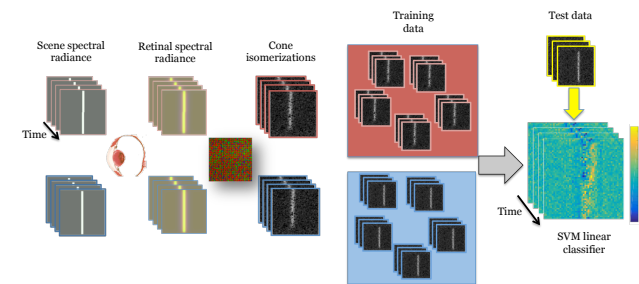 Scene spectral
radiance
Retinal spectral
radiance
Cone
isomerizations
Training
data
Test data
Time
Time
SVM linear
classifier